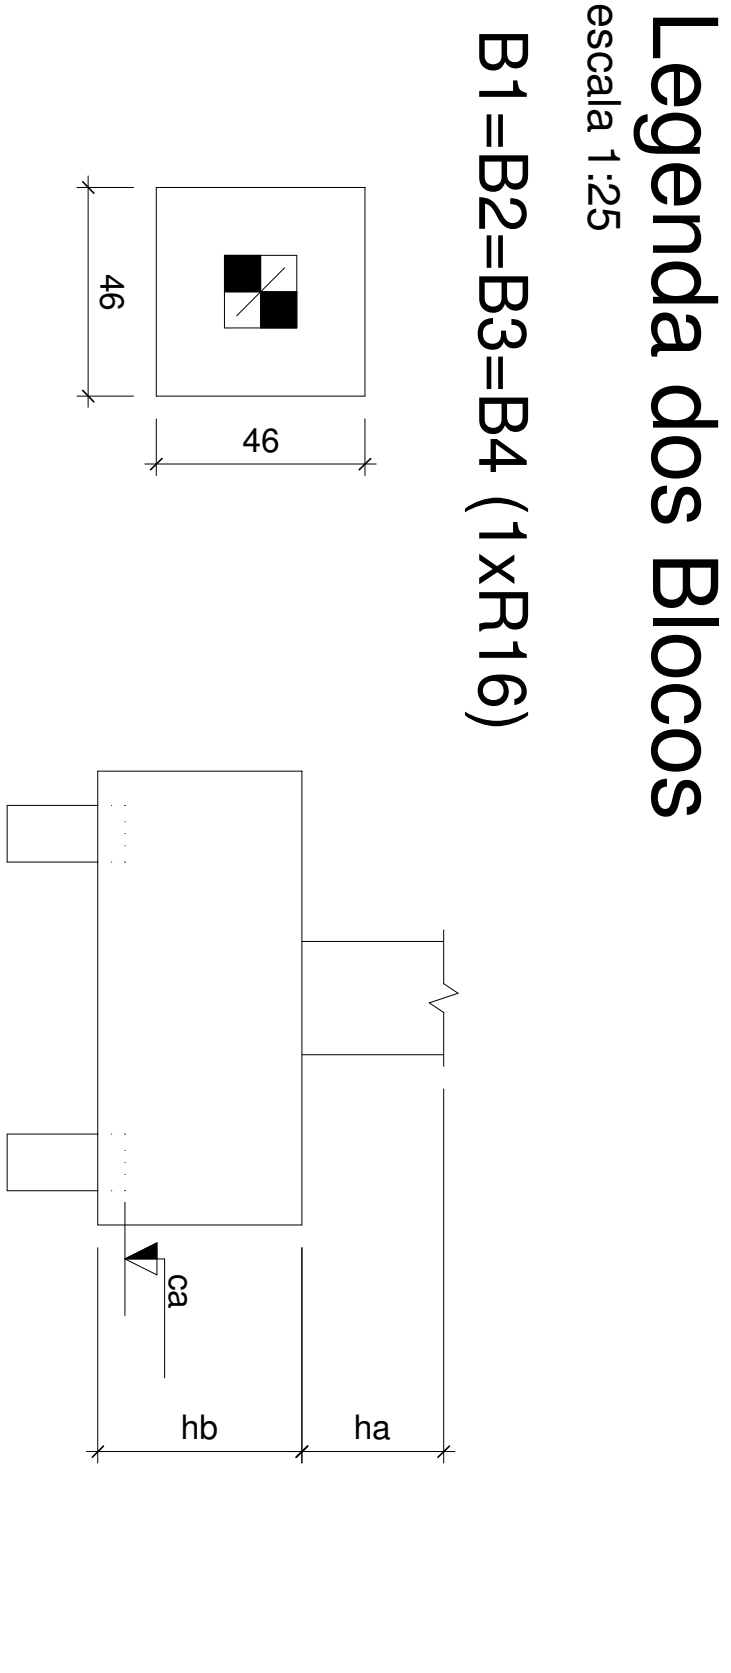 Legenda dos Blocos
escala 1:25
B1=B2=B3=B4 (1xR16)
46
46
ca
hb
ha